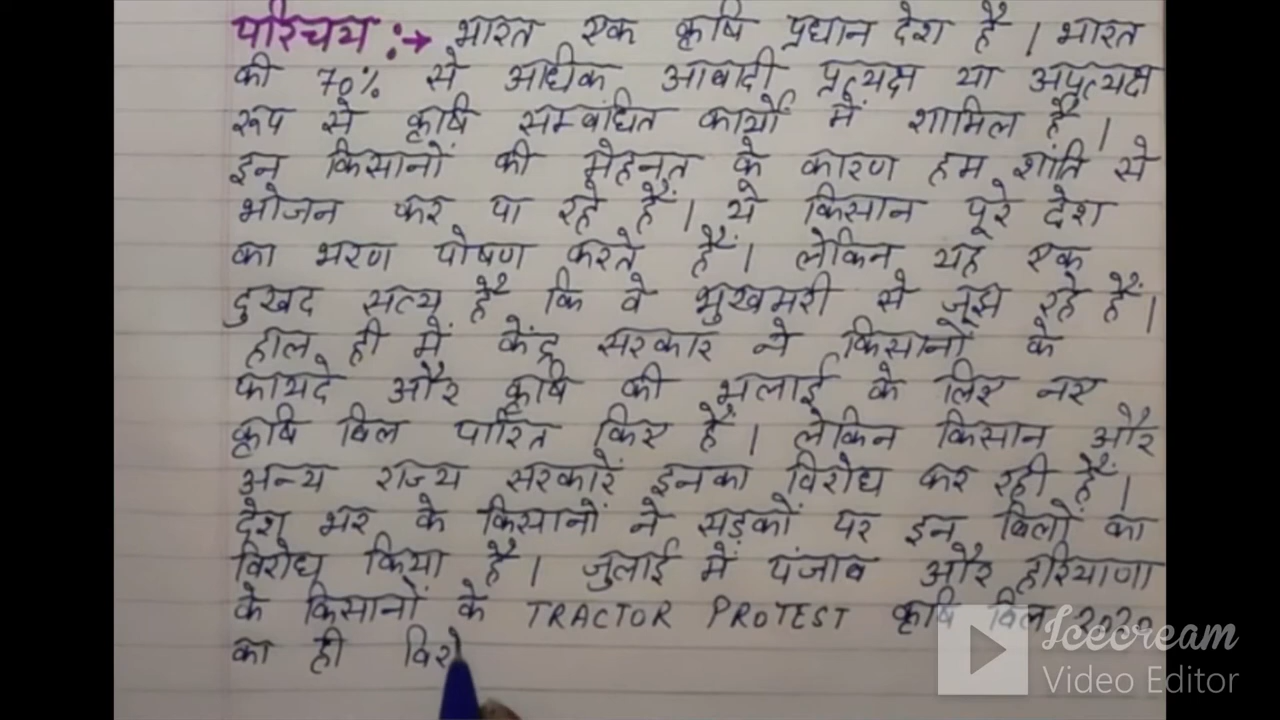 परिचय :→ भारत एक कृषि प्रधान देश है । भारत
की 70% से अधिक आबादी प्रत्यक्ष या अप्रत्यक्ष
रूप से कृषि सम्बंधित कार्यों में शामिल है ।
इन किसानों की मेहनत के कारण हम शांति से
भोजन कर पा रहे हैं । ये किसान पूरे देश
का भरण पोषण करते हैं । लेकिन यह एक
दुखद सत्य है कि वे भुखमरी से जूझ रहे हैं ।
हाल ही में केंद्र सरकार ने किसानों के
फायदे और कृषि की भलाई के लिए नए
कृषि बिल पारित किए हैं । लेकिन किसान और
अन्य राज्य सरकारें इनका विरोध कर रही हैं ।
देश भर के किसानों ने सड़कों पर इन बिलों का
विरोध किया है । जुलाई में पंजाब और हरियाणा
के किसानों के TRACTOR PROTEST कृषि बिल 2020
का ही विरो
Icecream
Video Editor